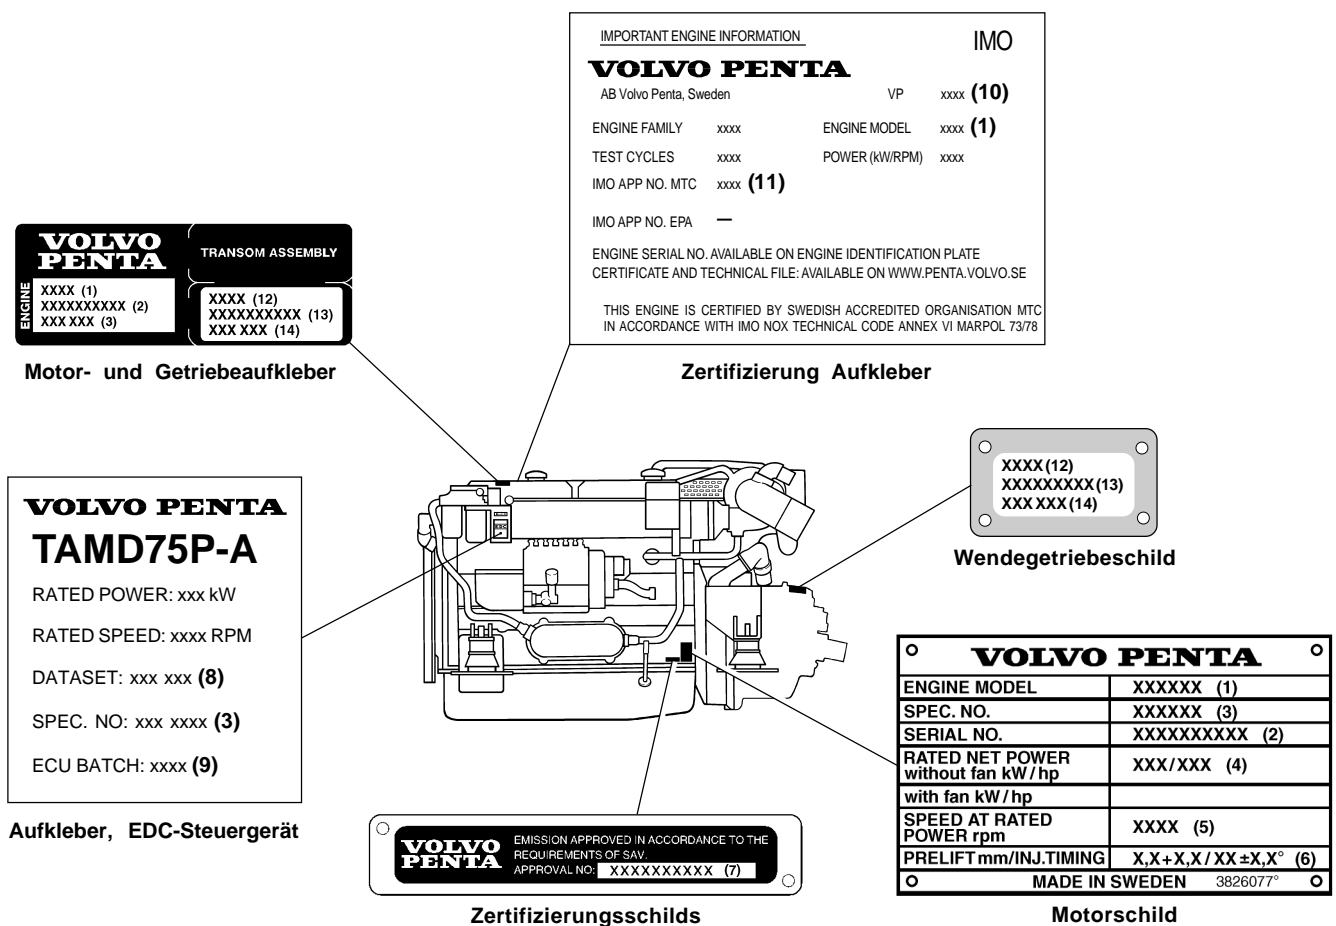 IMPORTANT ENGINE INFORMATION
IMO
VOLVO PENTA
AB Volvo Penta, Sweden VP xxxx (10)
ENGINE FAMILY xxxx ENGINE MODEL xxxx (1)
TEST CYCLES xxxx POWER (kW/RPM) xxxx
IMO APP NO. MTC xxxx (11)
IMO APP NO. EPA —
ENGINE SERIAL NO. AVAILABLE ON ENGINE IDENTIFICATION PLATE
CERTIFICATE AND TECHNICAL FILE: AVAILABLE ON WWW.PENTA.VOLVO.SE
THIS ENGINE IS CERTIFIED BY SWEDISH ACCREDITED ORGANISATION MTC
IN ACCORDANCE WITH IMO NOX TECHNICAL CODE ANNEX VI MARPOL 73/78
Zertifizierung Aufkleber
VOLVO
PENTA
TRANSOM ASSEMBLY
ENGINE
XXXX (1)
XXXXXXXXXX (2)
XXX XXX (3)
XXXX (12)
XXXXXXXXXX (13)
XXX XXX (14)
Motor- und Getriebeaufkleber
XXXX (12)
XXXXXXXXX (13)
XXX XXX (14)
Wendegetriebeschild
VOLVO PENTA
TAMD75P-A
RATED POWER: xxx kW
RATED SPEED: xxxx RPM
DATASET: xxx xxx (8)
SPEC. NO: xxx xxxx (3)
ECU BATCH: xxxx (9)
Aufkleber, EDC-Steuergerät
EDC
VOLVO PENTA
ENGINE MODEL XXXXXX (1)
SPEC. NO. XXXXXX (3)
SERIAL NO. XXXXXXXXXX (2)
RATED NET POWER
without fan kW / hp XXX/XXX (4)
with fan kW / hp
SPEED AT RATED
POWER rpm XXXX (5)
PRELIFT mm/INJ.TIMING X,X+X,X / XX ±X,X° (6)
MADE IN SWEDEN 3826077°
Motorschild
VOLVO
PENTA
EMISSION APPROVED IN ACCORDANCE TO THE
REQUIREMENTS OF SAV.
APPROVAL NO: XXXXXXXXXX (7)
Zertifizierungsschilds